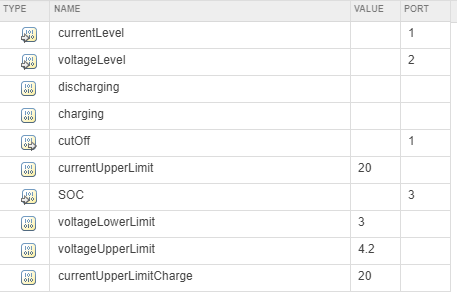 TYPE NAME VALUE PORT
currentLevel 1
voltageLevel 2
discharging
charging
cutOff 1
currentUpperLimit 20
SOC 3
voltageLowerLimit 3
voltageUpperLimit 4.2
currentUpperLimitCharge 20